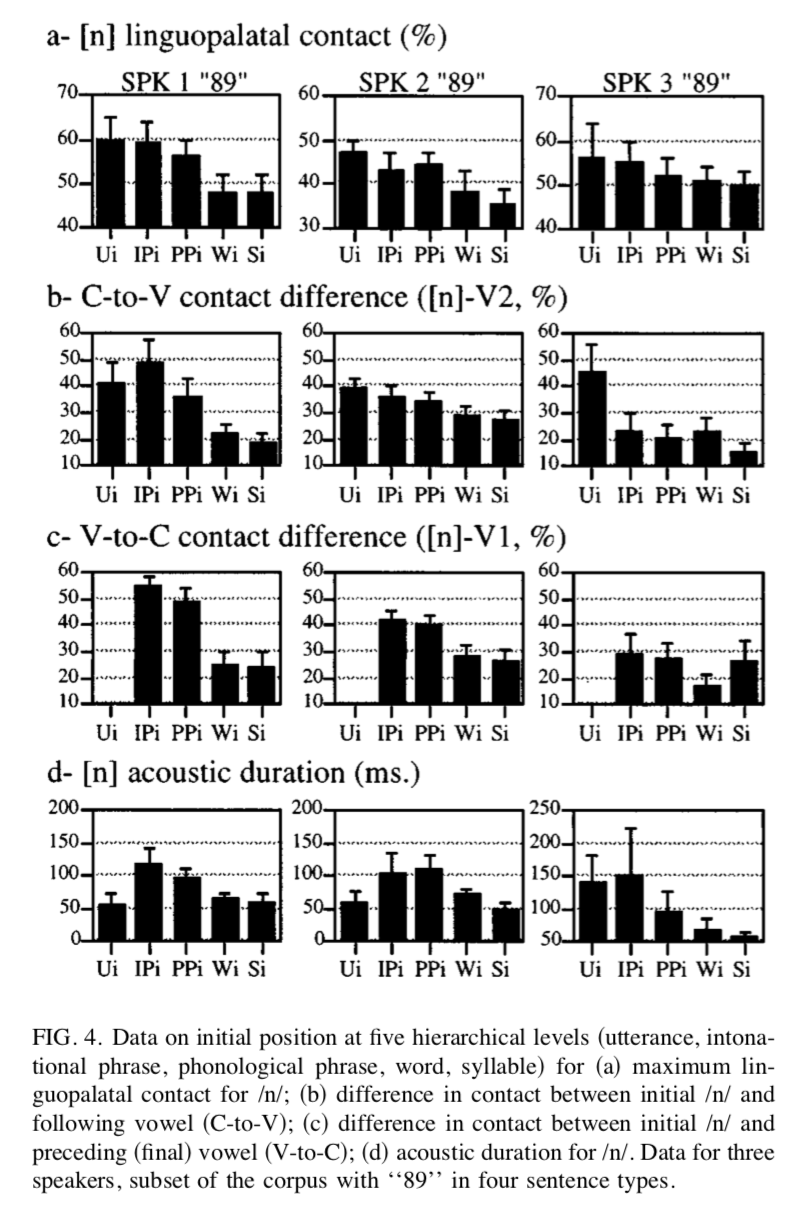 a- [n] linguopalatal contact (%)
SPK 1 "89" SPK 2 "89" SPK 3 "89"
70 60 70
60 50 60
50 40 50
40 30 40
Ui IPi PPi Wi Si Ui IPi PPi Wi Si Ui IPi PPi Wi Si
b- C-to-V contact difference ([n]-V2, %)
60 60 60
50 50 50
40 40 40
30 30 30
20 20 20
10 10 10
Ui IPi PPi Wi Si Ui IPi PPi Wi Si Ui IPi PPi Wi Si
c- V-to-C contact difference ([n]-V1, %)
60 60 60
50 50 50
40 40 40
30 30 30
20 20 20
10 10 10
Ui IPi PPi Wi Si Ui IPi PPi Wi Si Ui IPi PPi Wi Si
d- [n] acoustic duration (ms.)
200 200 250
150 150 200
100 100 150
50 50 100
0 0 50
Ui IPi PPi Wi Si Ui IPi PPi Wi Si Ui IPi PPi Wi Si
FIG. 4. Data on initial position at five hierarchical levels (utterance, intona-
tional phrase, phonological phrase, word, syllable) for (a) maximum lin-
guopalatal contact for /n/; (b) difference in contact between initial /n/ and
following vowel (C-to-V); (c) difference in contact between initial /n/ and
preceding (final) vowel (V-to-C); (d) acoustic duration for /n/. Data for three
speakers, subset of the corpus with ‘‘89’’ in four sentence types.